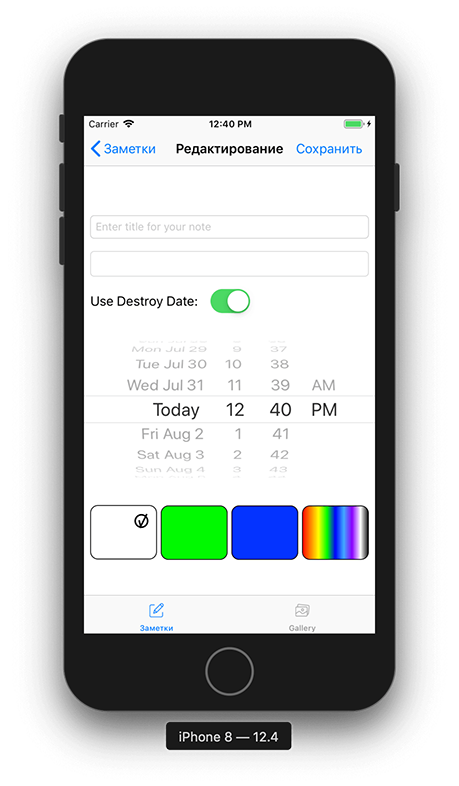 Carrier 12:40 PM
Заметки Редактирование Сохранить
Enter title for your note
Use Destroy Date:
Mon Jul 29 9 37
Tue Jul 30 10 38
Wed Jul 31 11 39 AM
Today 12 40 PM
Fri Aug 2 1 41
Sat Aug 3 2 42
Sun Aug 4 3 43
Заметки Gallery
iPhone 8 — 12.4